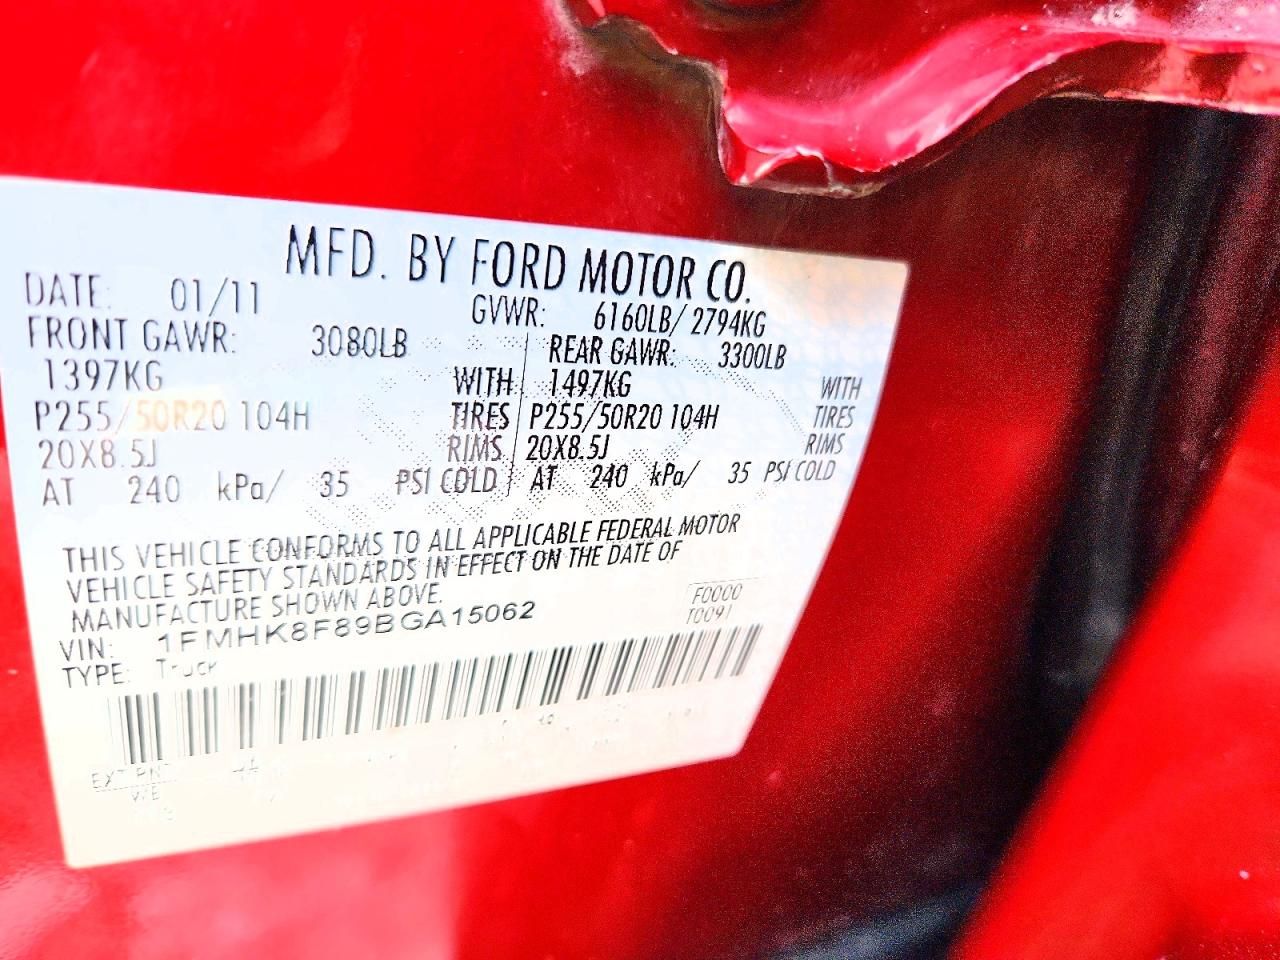 MFD. BY FORD MOTOR CO.
DATE: 01/11 GVWR: 6160LB/ 2794KG
FRONT GAWR: 3080LB REAR GAWR: 3300LB
1397KG WITH 1497KG WITH
P255/50R20 104H TIRES P255/50R20 104H TIRES
20X8.5J RIMS 20X8.5J RIMS
AT 240 kPa/ 35 PSI COLD AT 240 kPa/ 35 PSI COLD
THIS VEHICLE CONFORMS TO ALL APPLICABLE FEDERAL MOTOR
VEHICLE SAFETY STANDARDS IN EFFECT ON THE DATE OF
MANUFACTURE SHOWN ABOVE.
F0000
VIN: 1FMHK8F89BGA15062 T0091
TYPE: Truck
EXT PNT